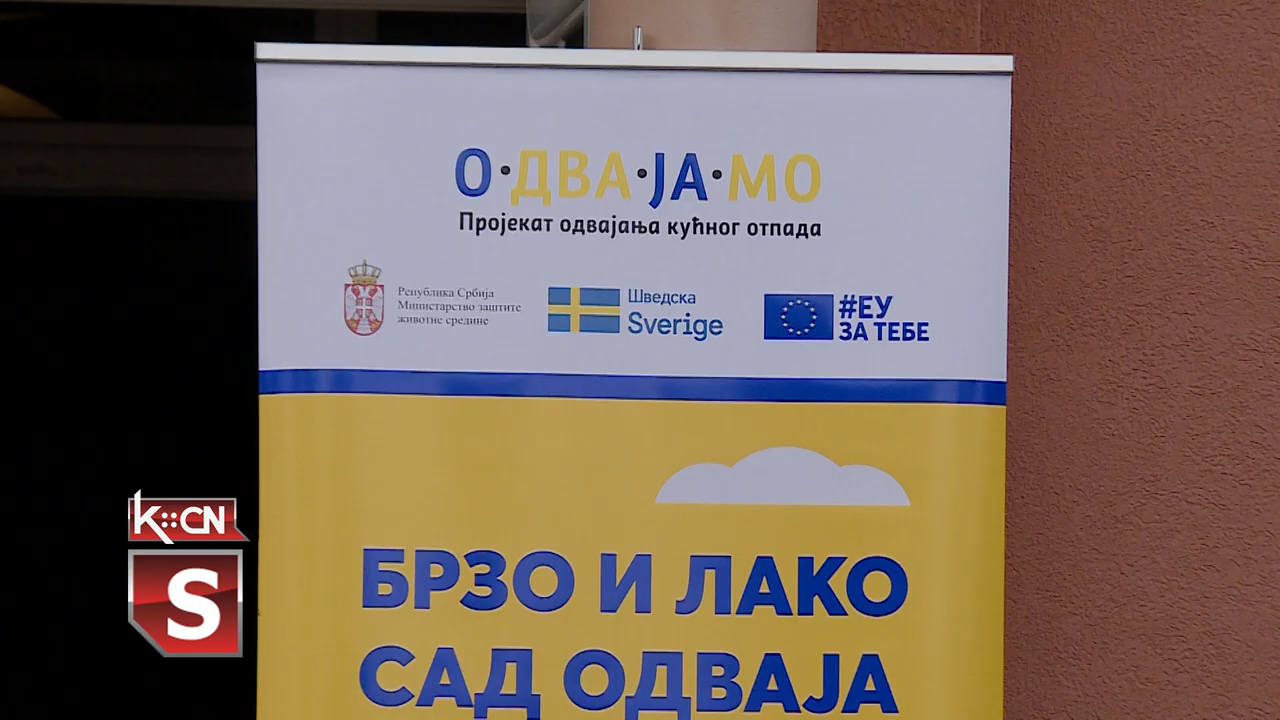 О·ДВА·ЈА·МО
Пројекат одвајања кућног отпада
Република Србија
Министарство заштите
животне средине
Шведска
Sverige
#ЕУ
ЗА ТЕБЕ
БРЗО И ЛАКО
САД ОДВАЈА
K::CN
S